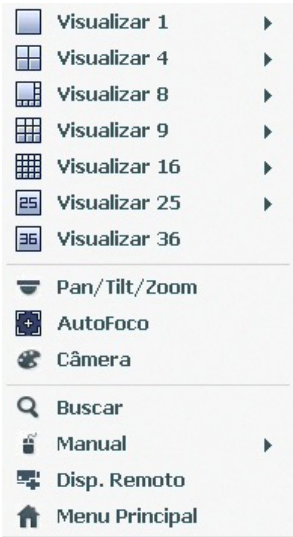 Visualizar 1
Visualizar 4
Visualizar 8
Visualizar 9
Visualizar 16
25 Visualizar 25
36 Visualizar 36
Pan/Tilt/Zoom
AutoFoco
Câmera
Buscar
Manual
Disp. Remoto
Menu Principal